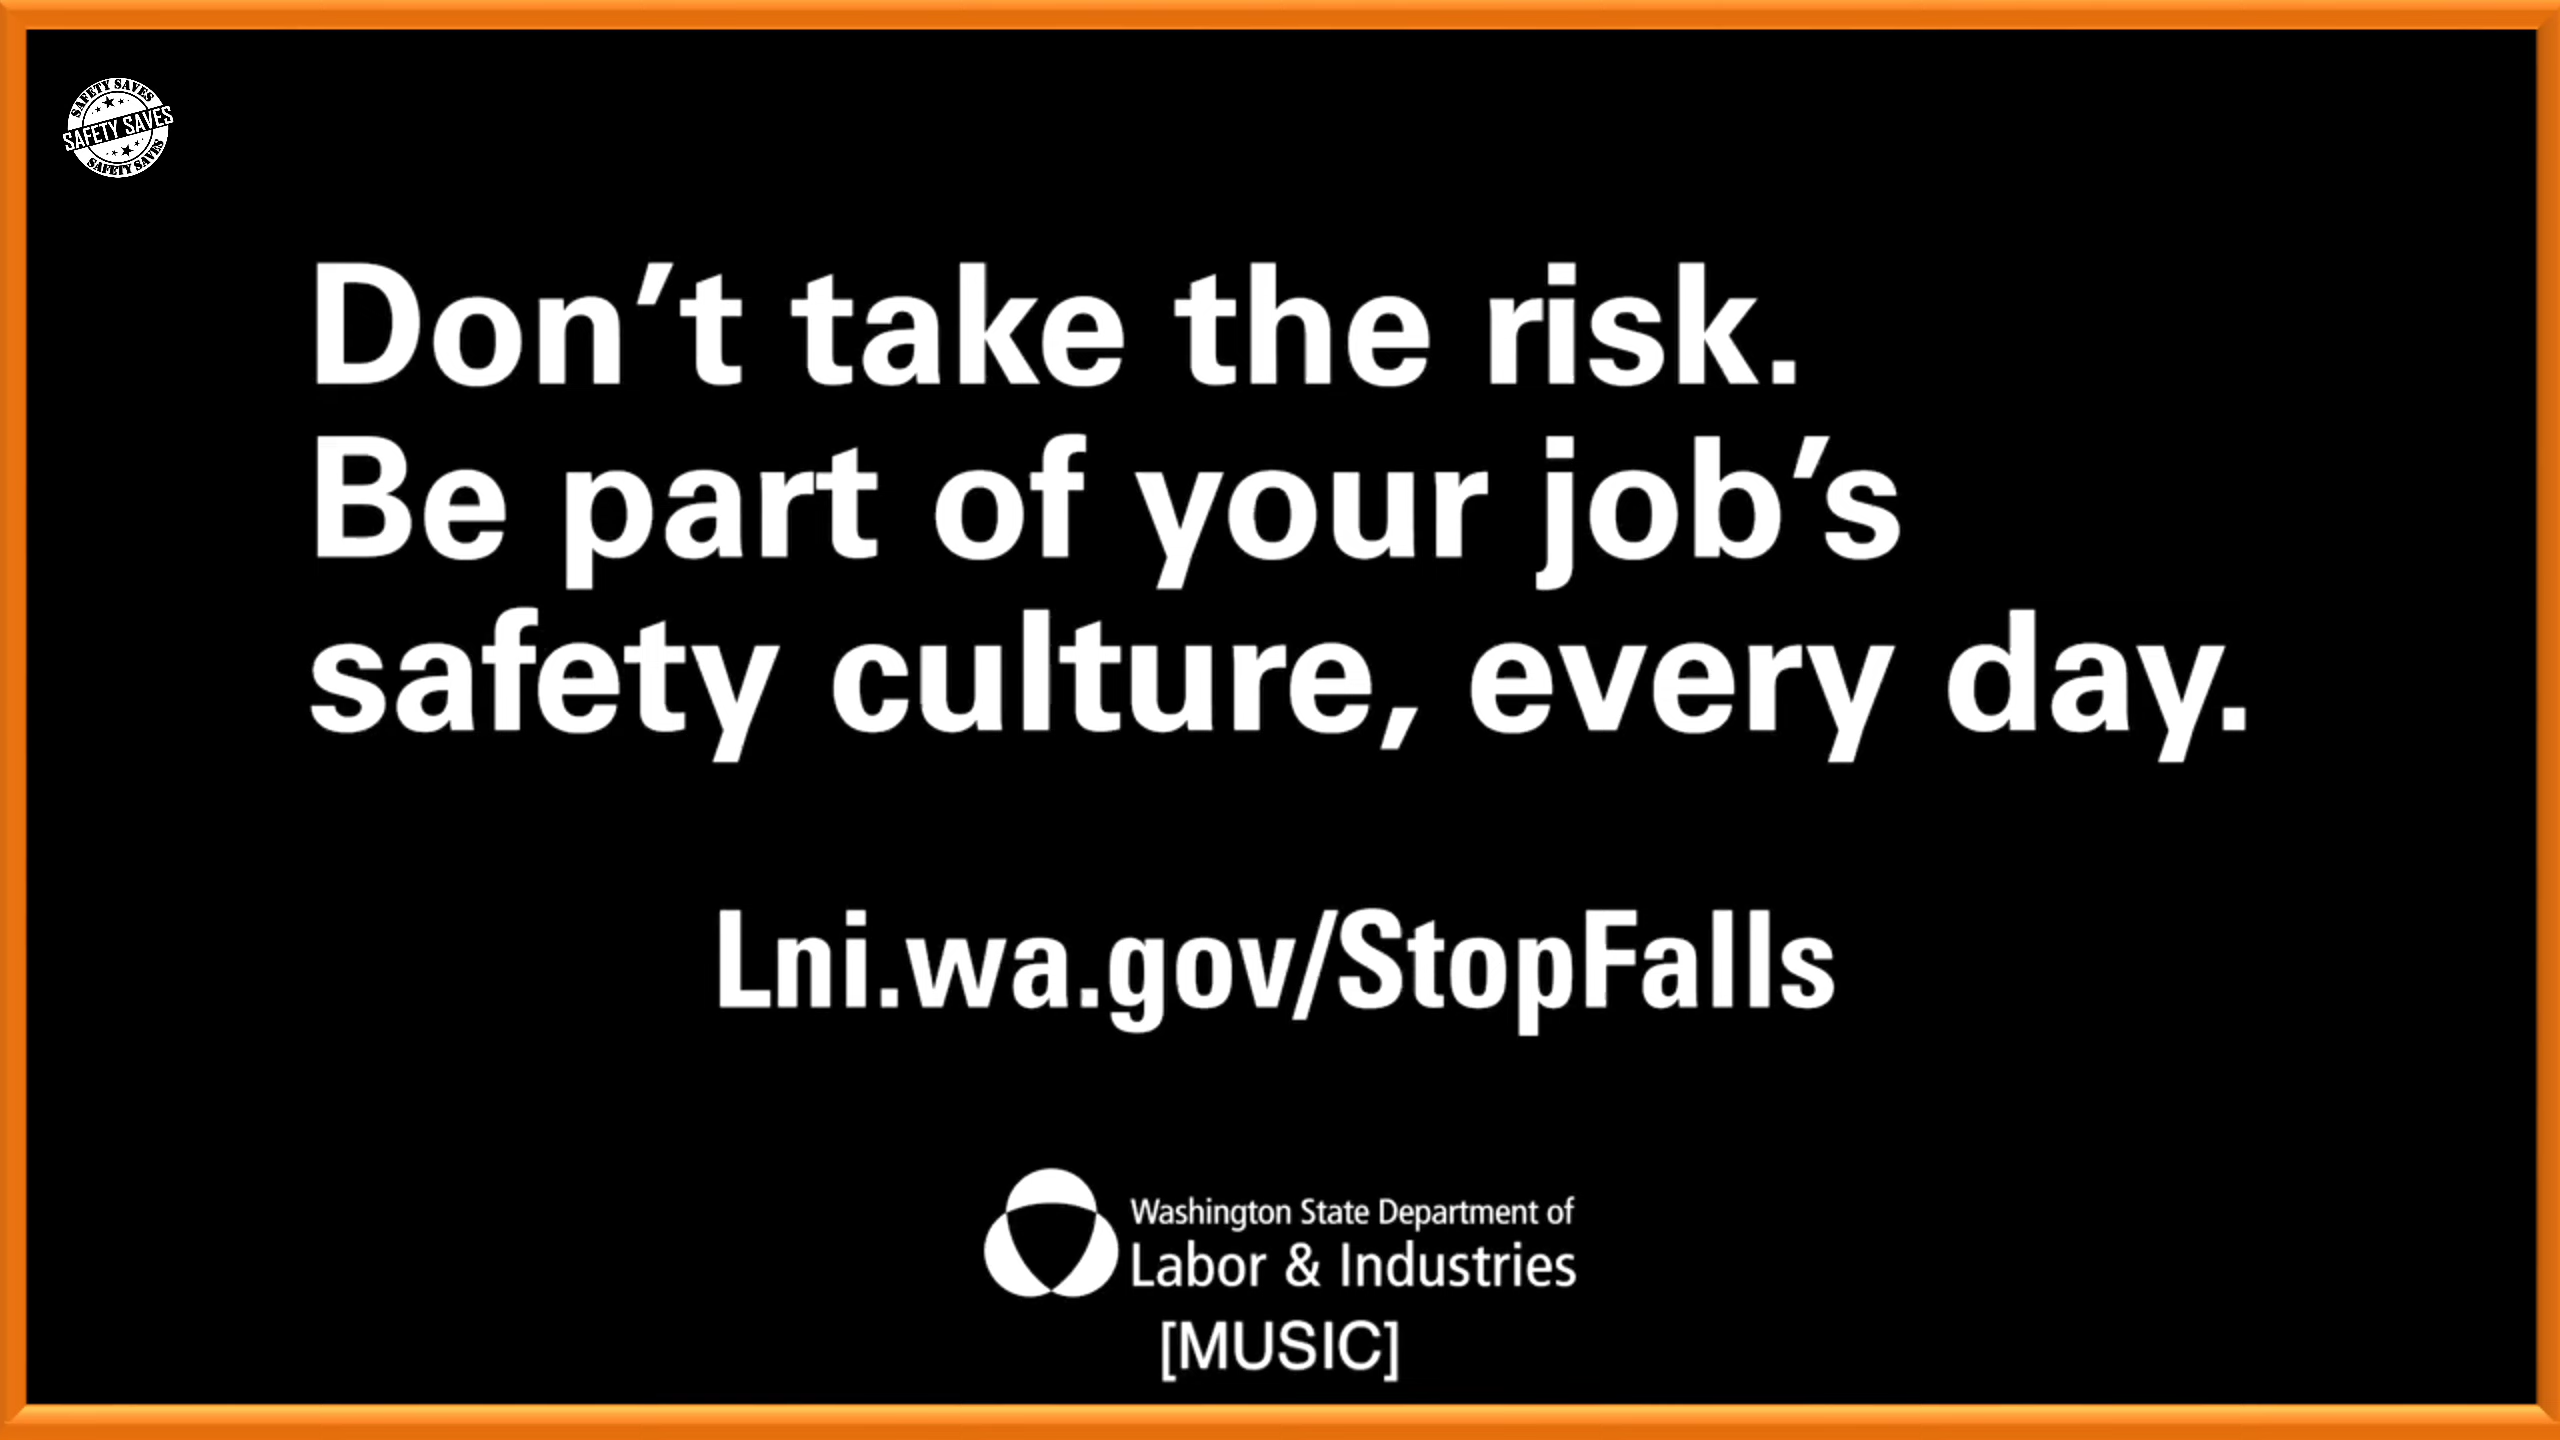 SAFETY SAVES
SAFETY SAVES
SAFETY SAVES
Don’t take the risk.
Be part of your job’s
safety culture, every day.
Lni.wa.gov/StopFalls
Washington State Department of
Labor & Industries
[MUSIC]